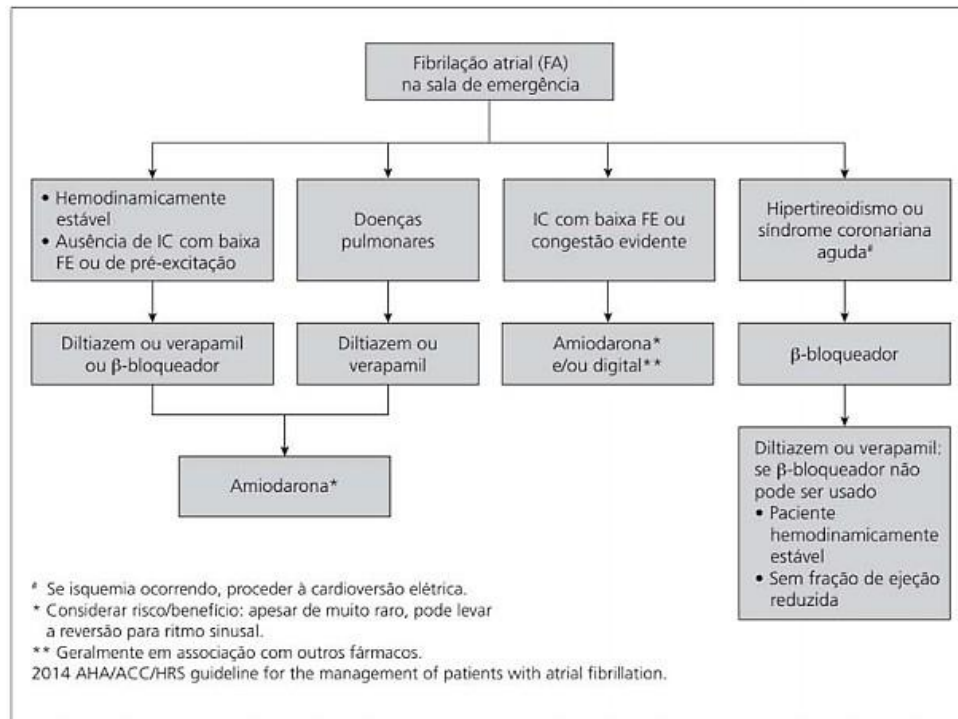 Fibrilação atrial (FA)
na sala de emergência
• Hemodinamicamente
estável
• Ausência de IC com baixa
FE ou de pré-excitação
Doenças
pulmonares
IC com baixa FE ou
congestão evidente
Hipertireoidismo ou
síndrome coronariana
aguda#
Diltiazem ou verapamil
ou β-bloqueador
Diltiazem ou
verapamil
Amiodarona*
e/ou digital**
β-bloqueador
Amiodarona*
Diltiazem ou verapamil:
se β-bloqueador não
pode ser usado
• Paciente
hemodinamicamente
estável
• Sem fração de ejeção
reduzida
# Se isquemia ocorrendo, proceder à cardioversão elétrica.
* Considerar risco/benefício: apesar de muito raro, pode levar
a reversão para ritmo sinusal.
** Geralmente em associação com outros fármacos.
2014 AHA/ACC/HRS guideline for the management of patients with atrial fibrillation.